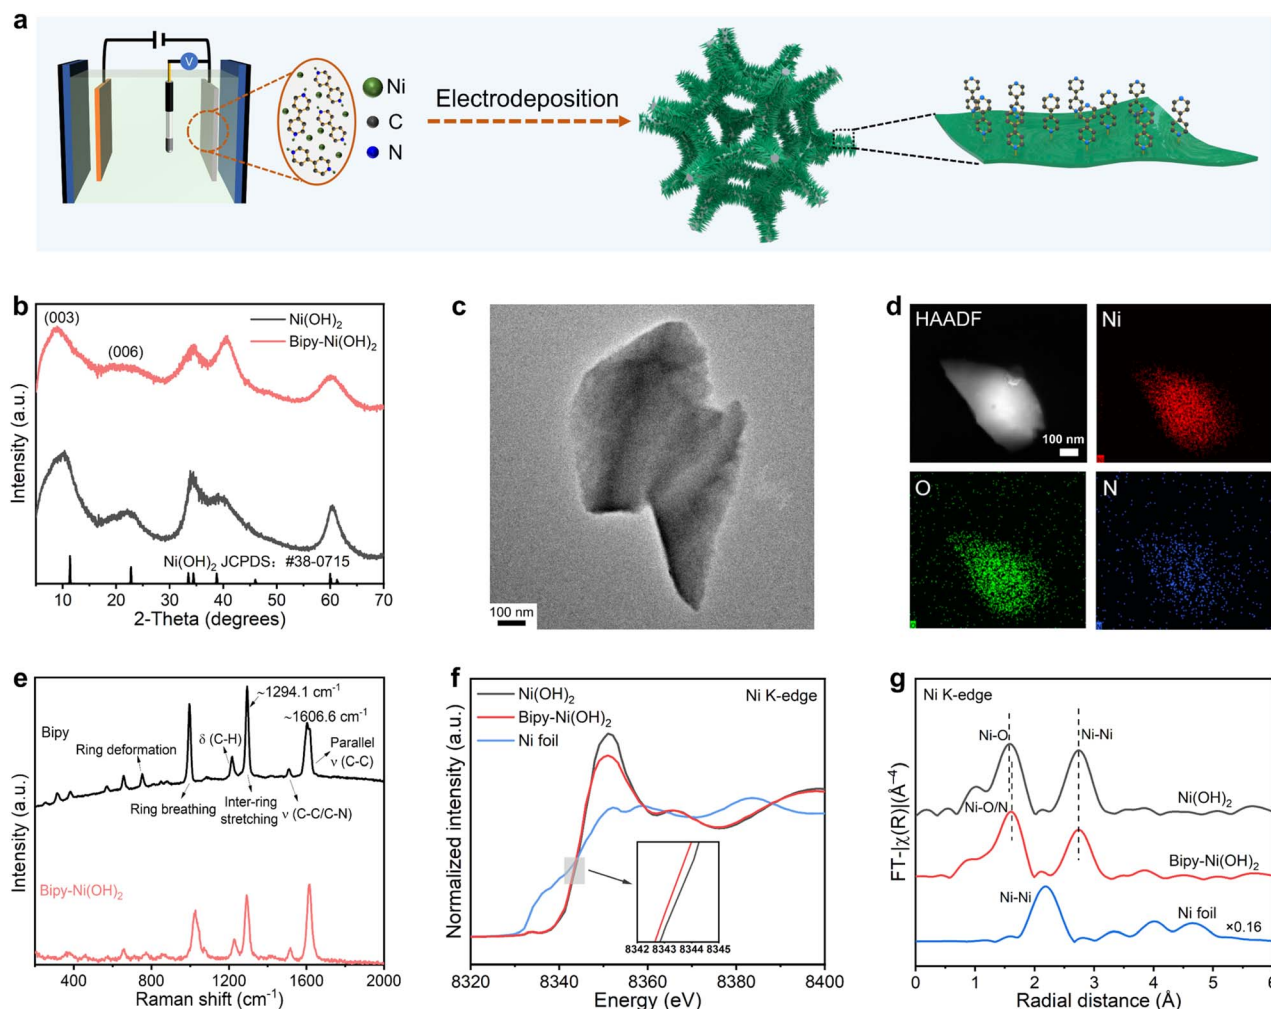 a
V
Ni
C
N
Electrodeposition
b
(003)
(006)
Ni(OH)₂
Bipy-Ni(OH)₂
Ni(OH)₂ JCPDS: #38-0715
Intensity (a.u.)
10 20 30 40 50 60 70
2-Theta (degrees)
c
100 nm
d
HAADF
100 nm
Ni
O
N
e
~1294.1 cm⁻¹
~1606.6 cm⁻¹
Bipy
Ring deformation
δ (C-H)
Parallel
ν (C-C)
Ring breathing
Inter-ring
stretching
ν (C-C/C-N)
Bipy-Ni(OH)₂
Intensity (a.u.)
400 800 1200 1600 2000
Raman shift (cm⁻¹)
f
Ni(OH)₂
Bipy-Ni(OH)₂
Ni foil
Ni K-edge
Normalized intensity (a.u.)
8342 8343 8344 8345
8320 8340 8360 8380 8400
Energy (eV)
g
Ni K-edge
Ni-O
Ni-Ni
Ni(OH)₂
Ni-O/N
Bipy-Ni(OH)₂
Ni-Ni
Ni foil
×0.16
FT-|χ(R)|(Å⁻⁴)
0 1 2 3 4 5 6
Radial distance (Å)